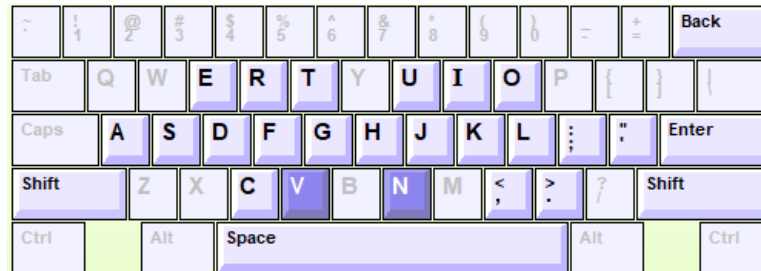 ~ ` ! 1 @ 2 # 3 $ 4 % 5 ^ 6 & 7 * 8 ( 9 ) 0 _ - + = Back
Tab Q W E R T Y U I O P { [ } ] | \
Caps A S D F G H J K L : ; " ' Enter
Shift Z X C V B N M < , > . ? / Shift
Ctrl Alt Space Alt Ctrl